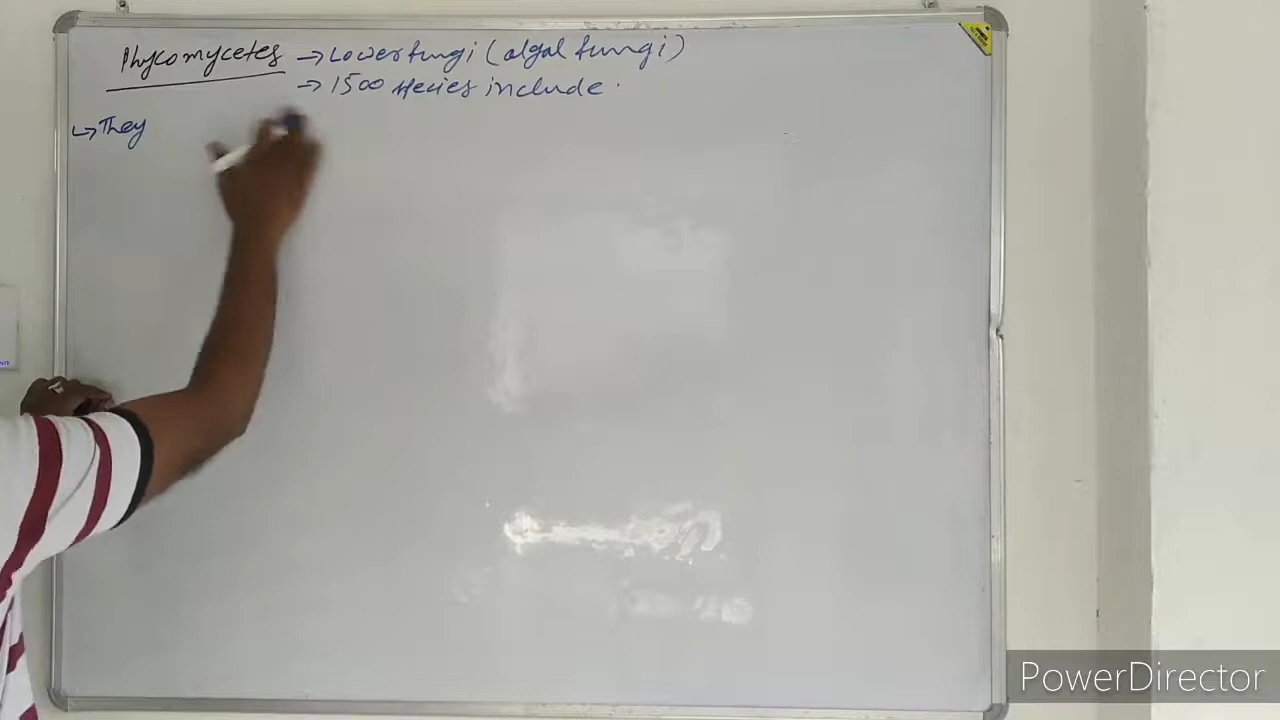 Phycomycetes → Lower fungi (algal fungi)
→ 1500 species include.
↳ They
PowerDirector